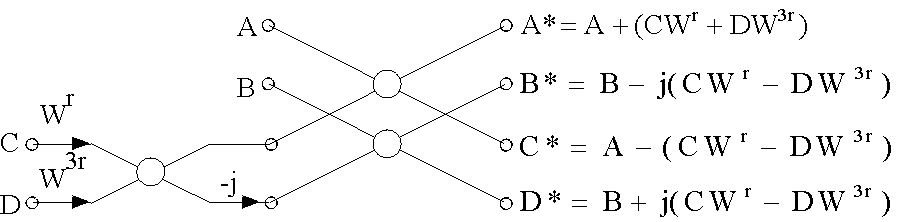 A
A* = A + (CW^r + DW^3r)
B
B* = B − j(CW^r − DW^3r)
W^r
C
C* = A − (CW^r − DW^3r)
W^3r
-j
D
D* = B + j(CW^r − DW^3r)